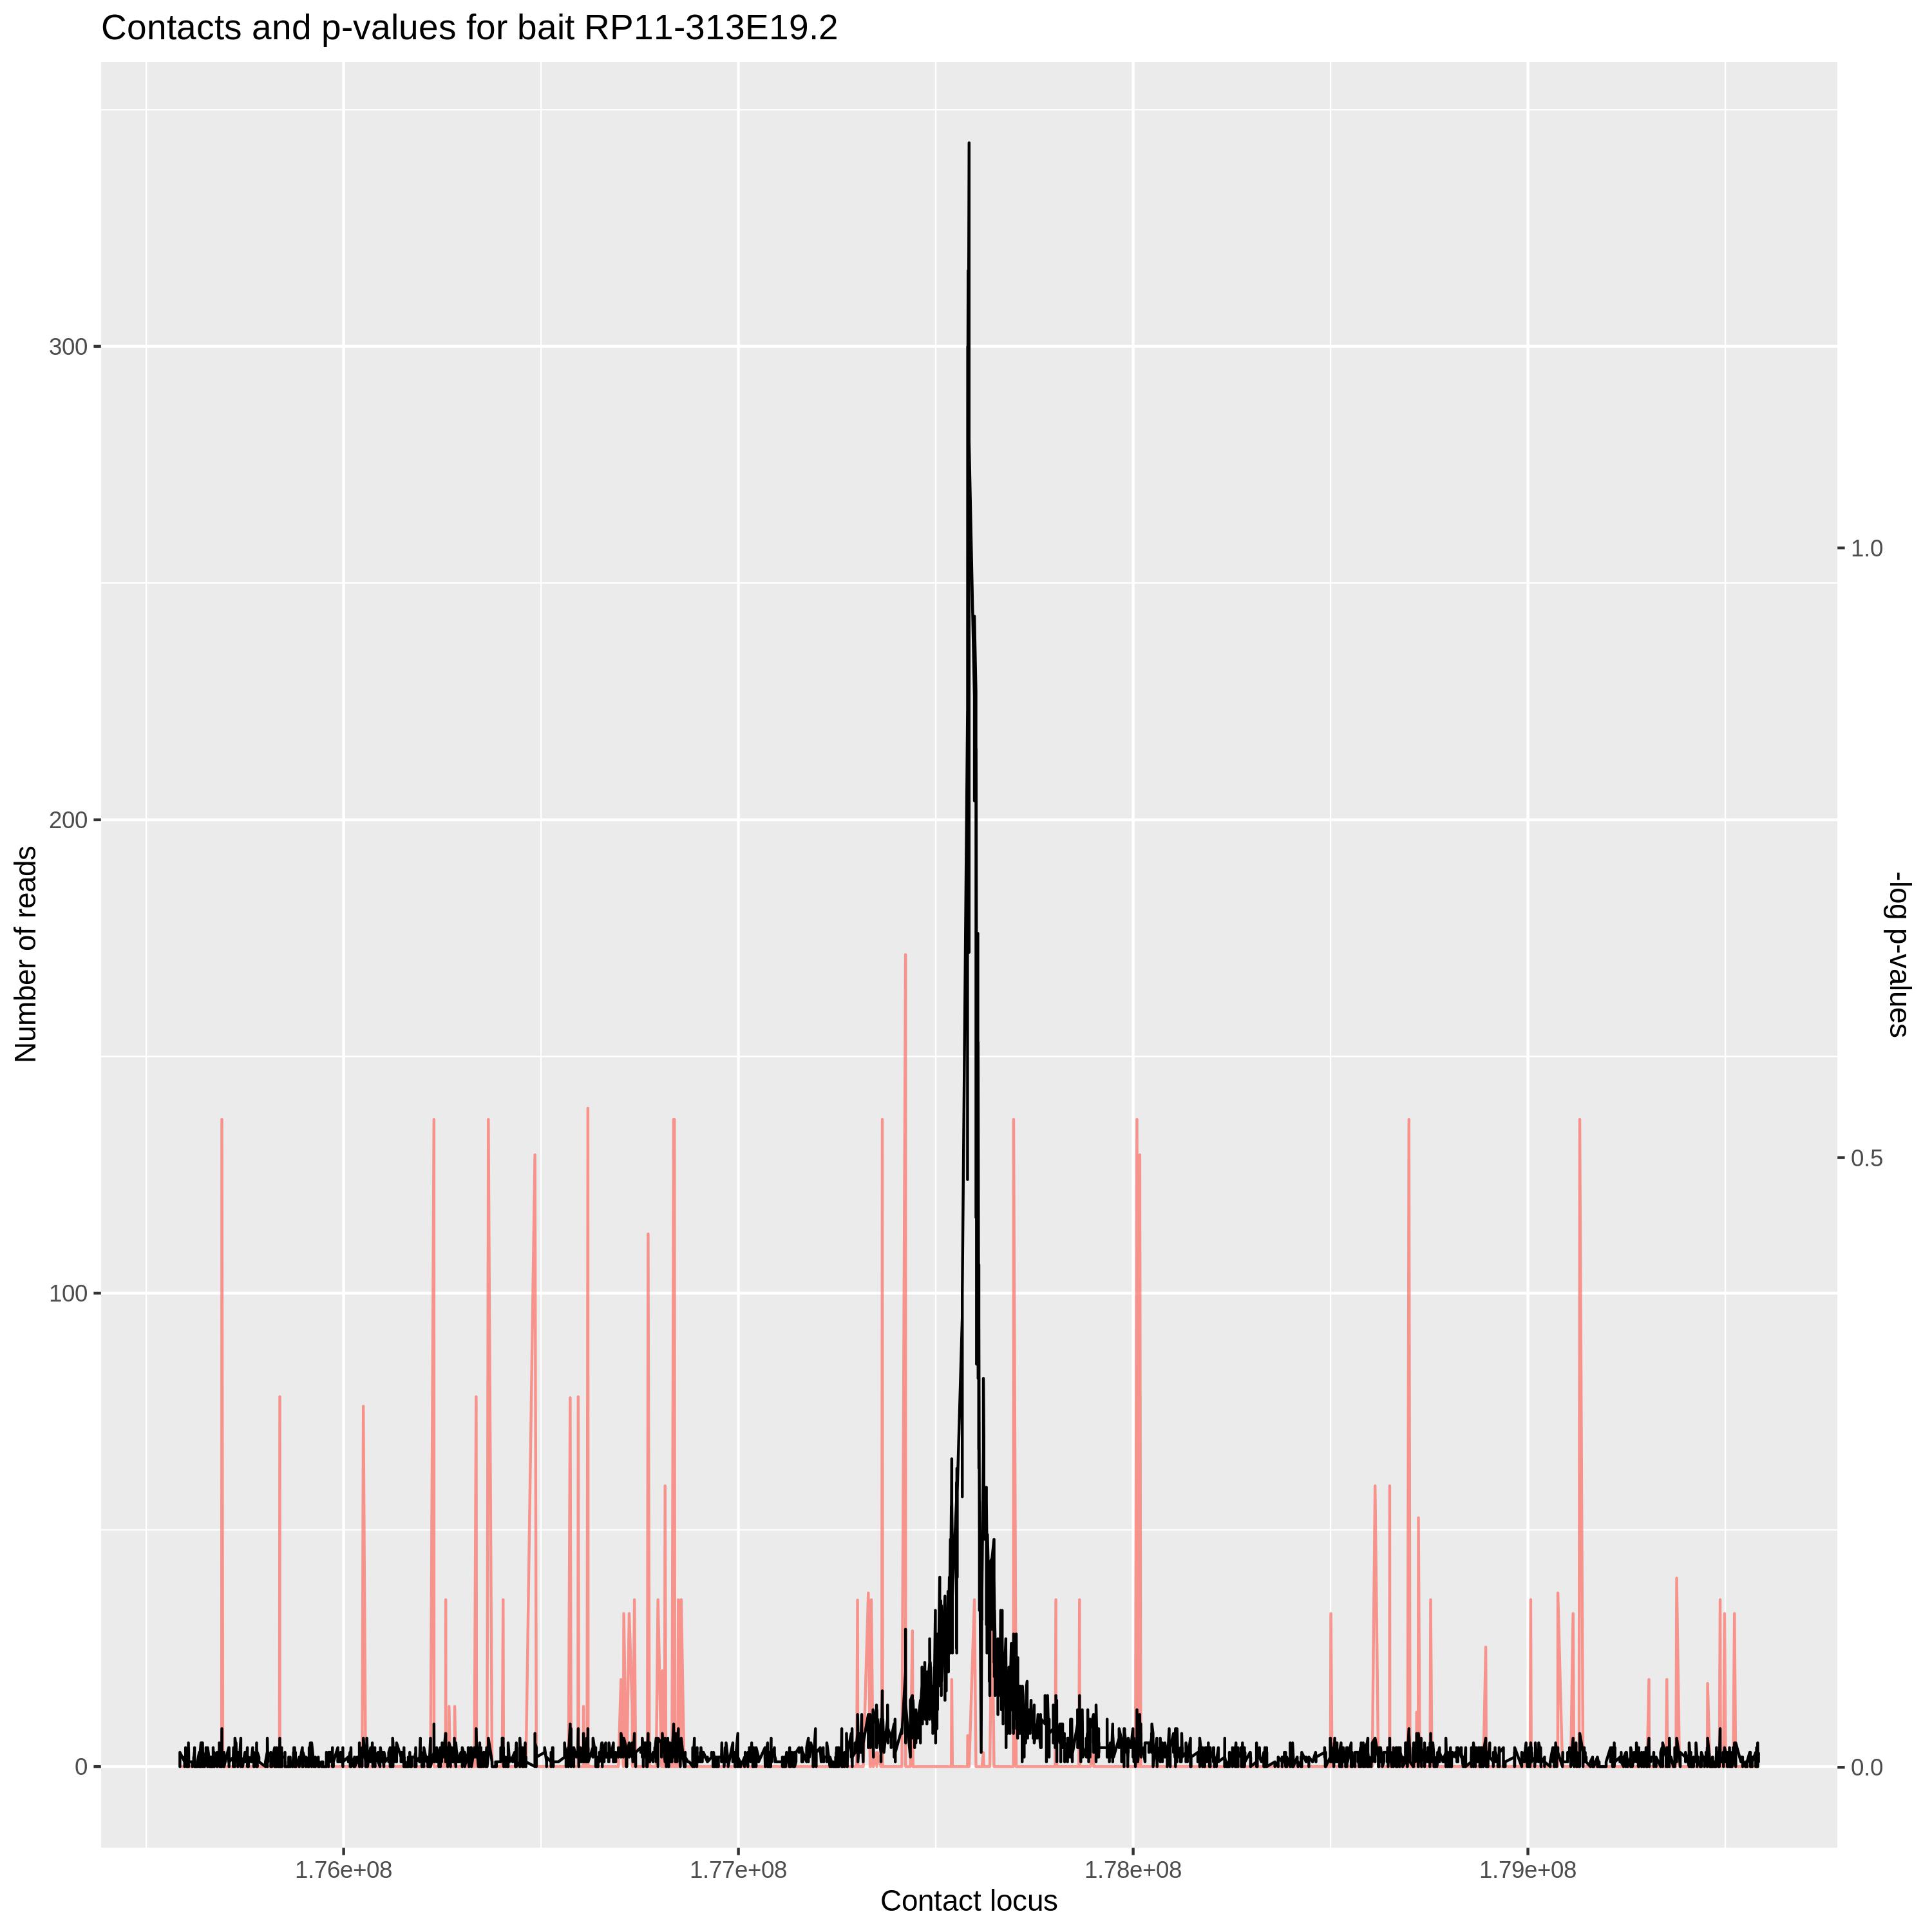 Contacts and p-values for bait RP11-313E19.2
300
200
100
0
Number of reads
1.0
0.5
0.0
-log p-values
1.76e+08
1.77e+08
1.78e+08
1.79e+08
Contact locus